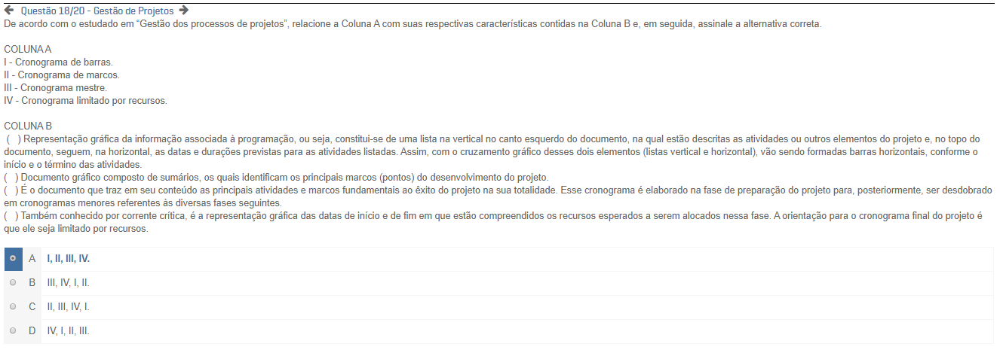 Questão 18/20 - Gestão de Projetos
De acordo com o estudado em “Gestão dos processos de projetos”, relacione a Coluna A com suas respectivas características contidas na Coluna B e, em seguida, assinale a alternativa correta.
COLUNA A
I - Cronograma de barras.
II - Cronograma de marcos.
III - Cronograma mestre.
IV - Cronograma limitado por recursos.
COLUNA B
( ) Representação gráfica da informação associada à programação, ou seja, constitui-se de uma lista na vertical no canto esquerdo do documento, na qual estão descritas as atividades ou outros elementos do projeto e, no topo do
documento, seguem, na horizontal, as datas e durações previstas para as atividades listadas. Assim, com o cruzamento gráfico desses dois elementos (listas vertical e horizontal), vão sendo formadas barras horizontais, conforme o
início e o término das atividades.
( ) Documento gráfico composto de sumários, os quais identificam os principais marcos (pontos) do desenvolvimento do projeto.
( ) É o documento que traz em seu conteúdo as principais atividades e marcos fundamentais ao êxito do projeto na sua totalidade. Esse cronograma é elaborado na fase de preparação do projeto para, posteriormente, ser desdobrado
em cronogramas menores referentes às diversas fases seguintes.
( ) Também conhecido por corrente crítica, é a representação gráfica das datas de início e de fim em que estão compreendidos os recursos esperados a serem alocados nessa fase. A orientação para o cronograma final do projeto é
que ele seja limitado por recursos.
A I, II, III, IV.
B III, IV, I, II.
C II, III, IV, I.
D IV, I, II, III.